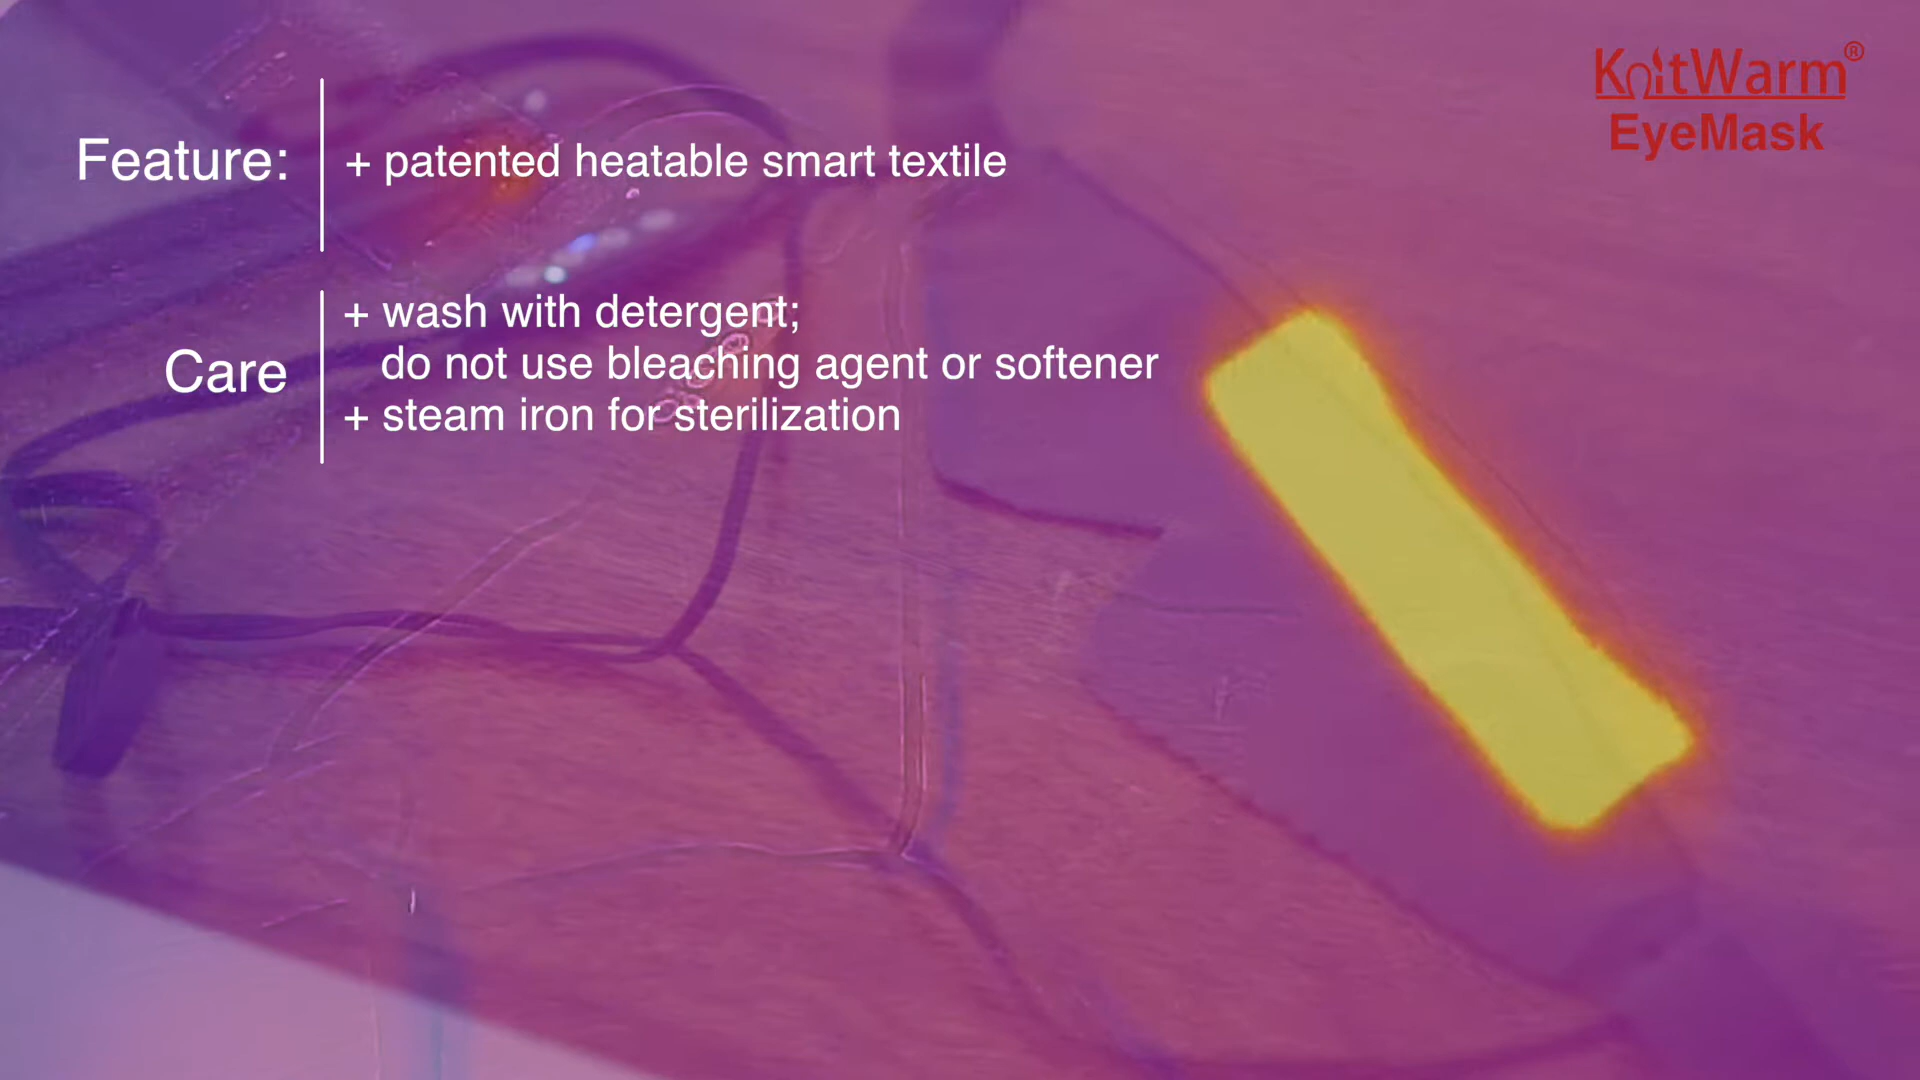 KnitWarm®
EyeMask
Feature:
+ patented heatable smart textile
Care
+ wash with detergent;
do not use bleaching agent or softener
+ steam iron for sterilization